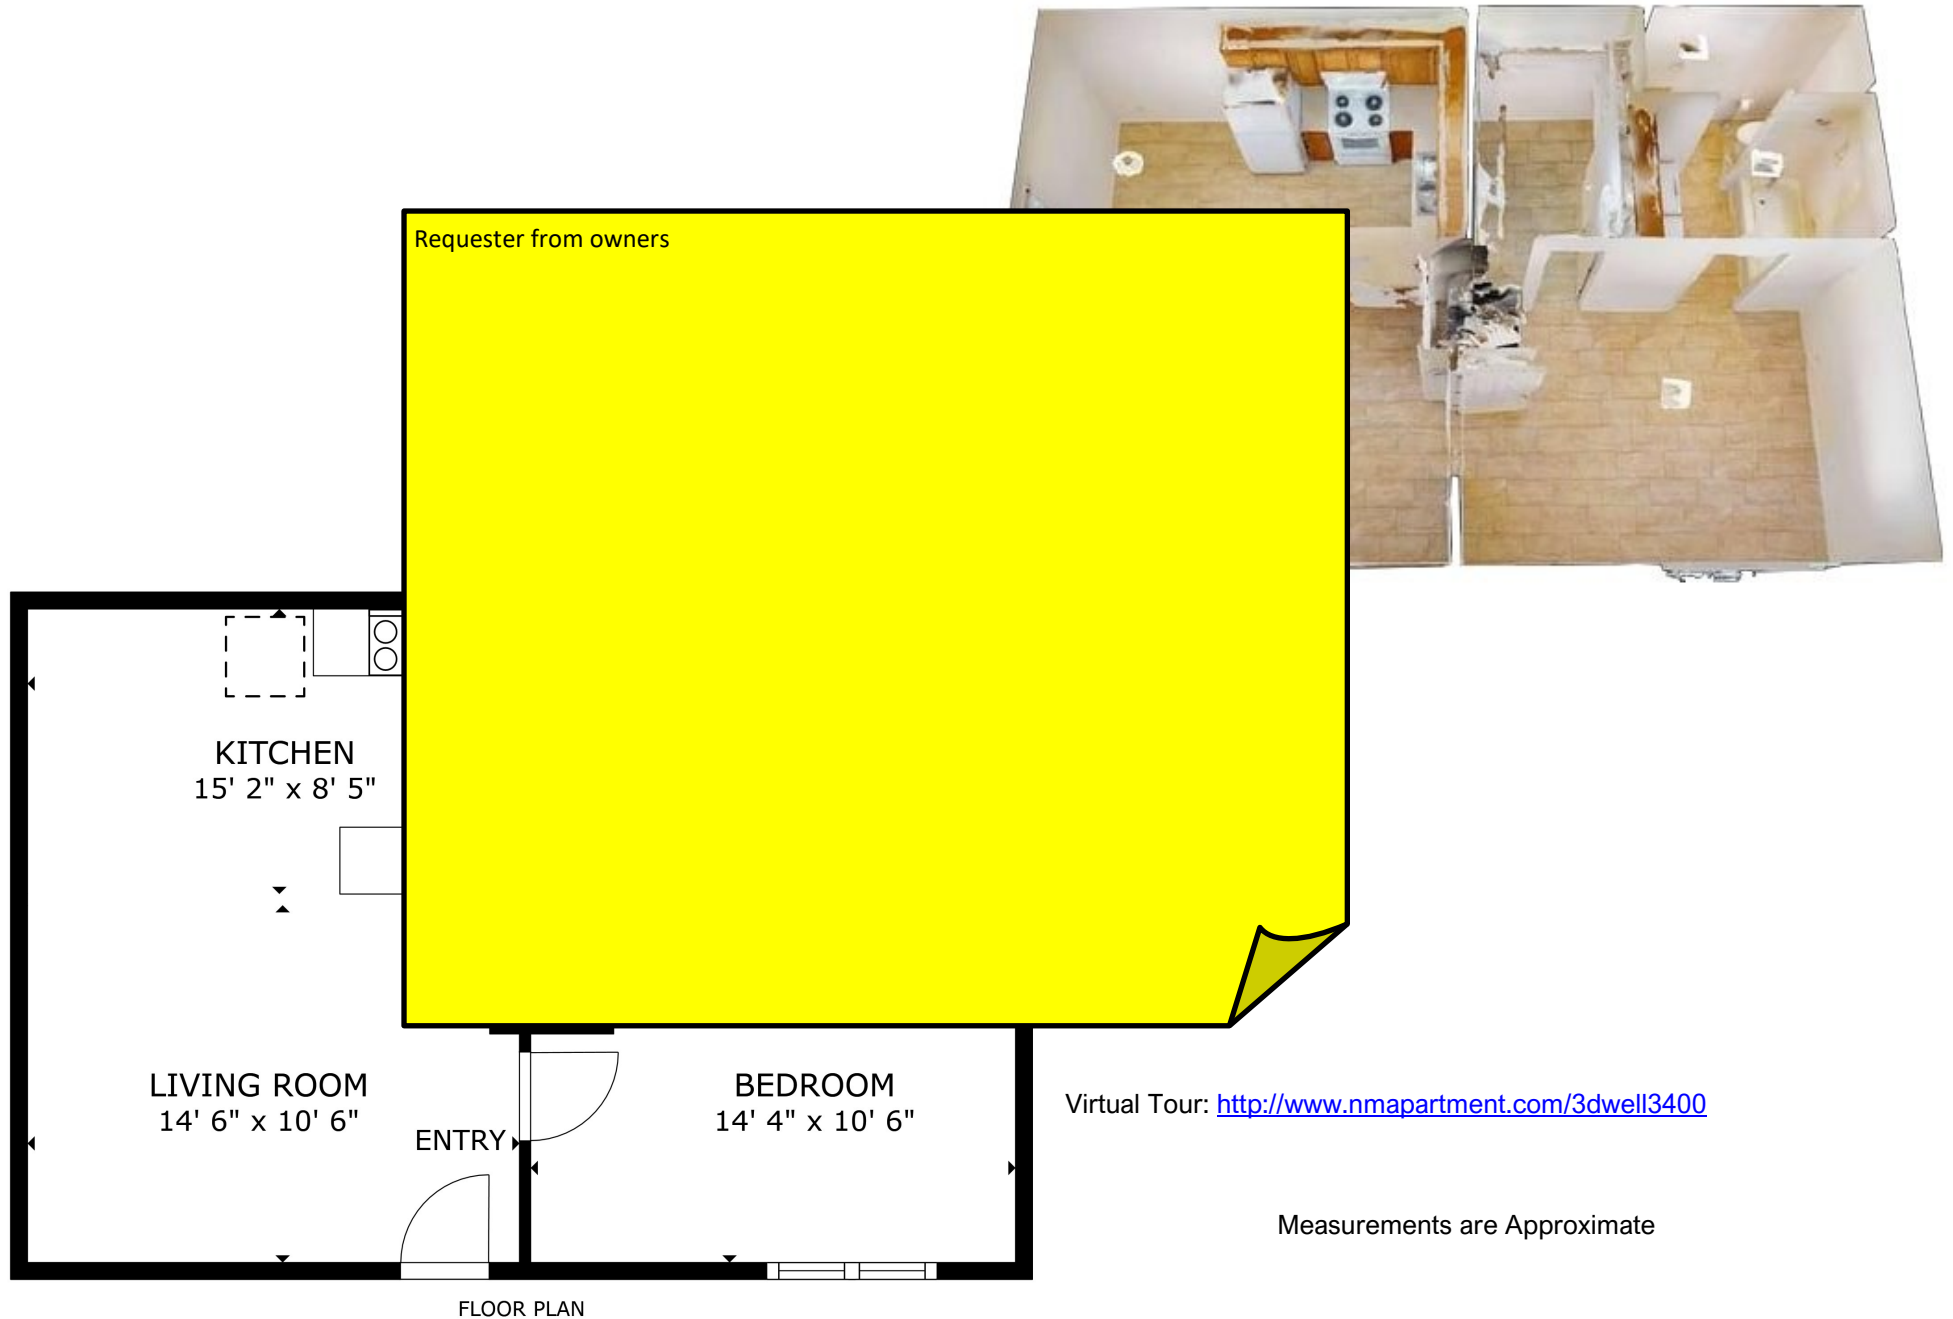 Requester from owners
KITCHEN
15' 2" x 8' 5"
LIVING ROOM
14' 6" x 10' 6"
ENTRY
BEDROOM
14' 4" x 10' 6"
Virtual Tour: http://www.nmapartment.com/3dwell3400
Measurements are Approximate
FLOOR PLAN